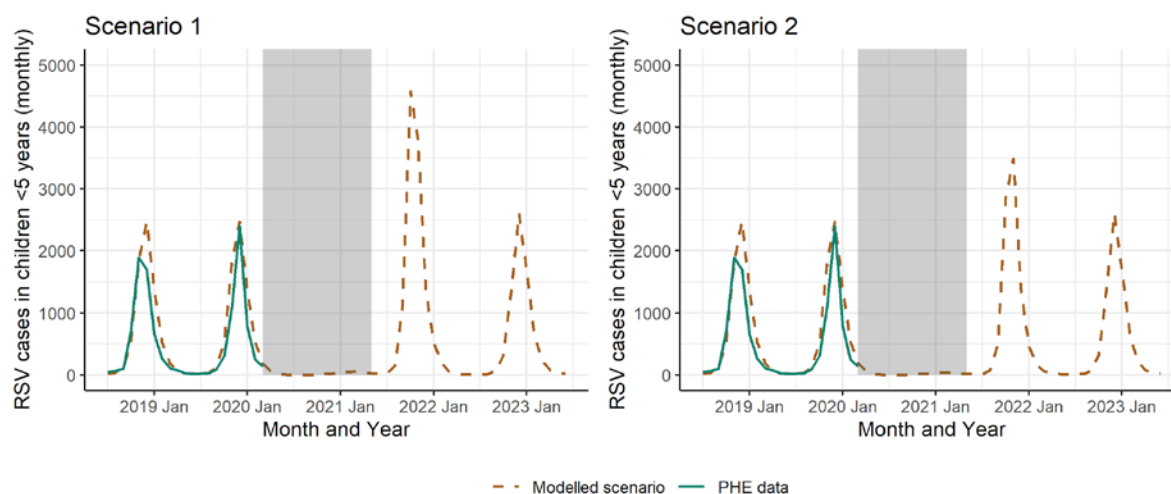 Scenario 1
RSV cases in children <5 years (monthly)
5000
4000
3000
2000
1000
0
2019 Jan 2020 Jan 2021 Jan 2022 Jan 2023 Jan
Month and Year
Scenario 2
RSV cases in children <5 years (monthly)
5000
4000
3000
2000
1000
0
2019 Jan 2020 Jan 2021 Jan 2022 Jan 2023 Jan
Month and Year
Modelled scenario PHE data